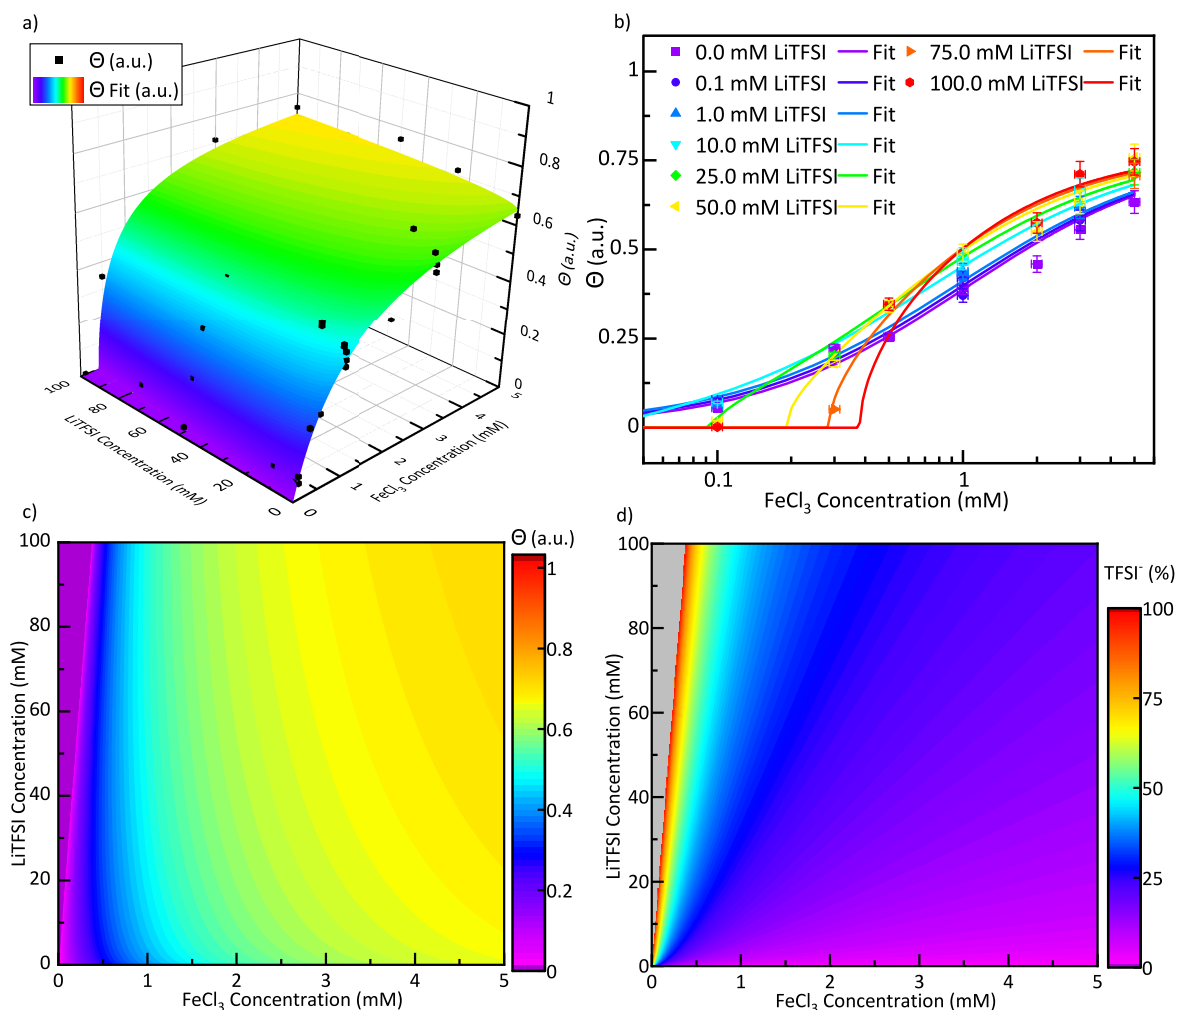 a)
Θ (a.u.)
Θ Fit (a.u.)
1
0.8
0.6
0.4
0.2
0
Θ (a.u.)
100
80
60
40
20
0
LiTFSI Concentration (mM)
0
1
2
3
4
5
FeCl3 Concentration (mM)
b)
0.0 mM LiTFSI Fit 75.0 mM LiTFSI Fit
0.1 mM LiTFSI Fit 100.0 mM LiTFSI Fit
1.0 mM LiTFSI Fit
10.0 mM LiTFSI Fit
25.0 mM LiTFSI Fit
50.0 mM LiTFSI Fit
1
0.75
0.5
0.25
0
Θ (a.u.)
0.1 1
FeCl3 Concentration (mM)
c)
Θ (a.u.)
100
80
60
40
20
0
LiTFSI Concentration (mM)
0 1 2 3 4 5
FeCl3 Concentration (mM)
1
0.8
0.6
0.4
0.2
0
d)
TFSI- (%)
100
80
60
40
20
0
LiTFSI Concentration (mM)
0 1 2 3 4 5
FeCl3 Concentration (mM)
100
75
50
25
0